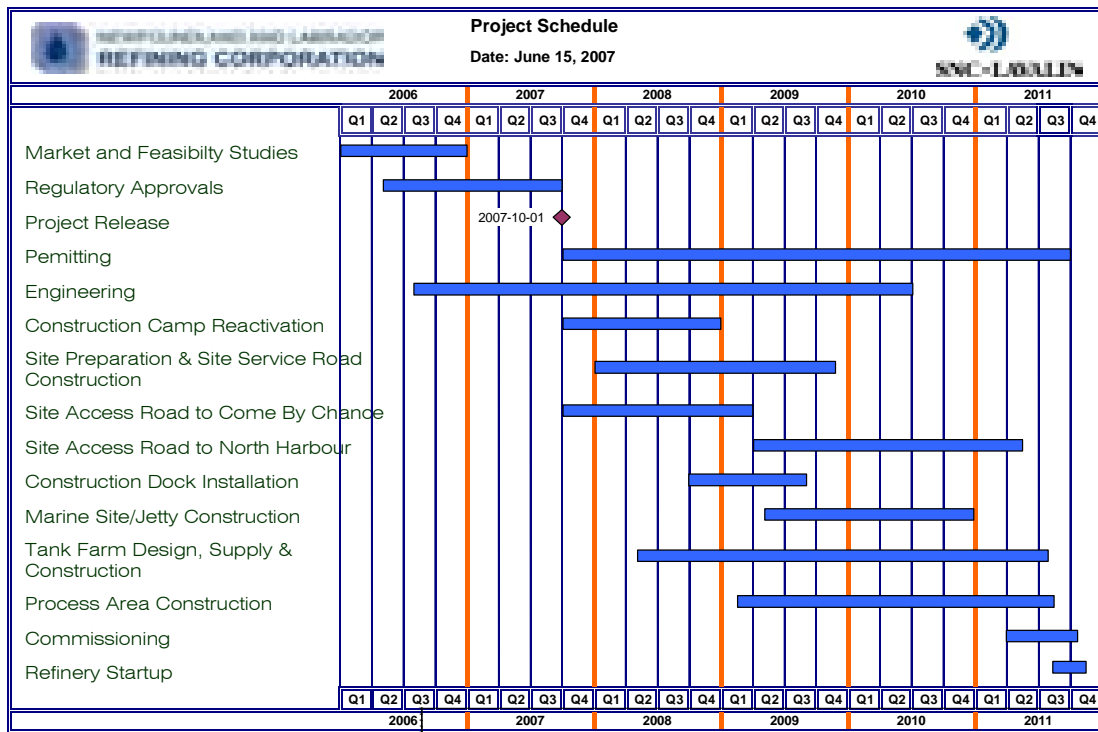 Project Schedule
NEWFOUNDLAND AND LABRADOR
REFINING CORPORATION
Date: June 15, 2007
SNC-LAVALIN
2006 2007 2008 2009 2010 2011
Q1 Q2 Q3 Q4 Q1 Q2 Q3 Q4 Q1 Q2 Q3 Q4 Q1 Q2 Q3 Q4 Q1 Q2 Q3 Q4 Q1 Q2 Q3 Q4
Market and Feasibilty Studies
Regulatory Approvals
Project Release 2007-10-01
Pemitting
Engineering
Construction Camp Reactivation
Site Preparation & Site Service Road
Construction
Site Access Road to Come By Chance
Site Access Road to North Harbour
Construction Dock Installation
Marine Site/Jetty Construction
Tank Farm Design, Supply &
Construction
Process Area Construction
Commissioning
Refinery Startup
Q1 Q2 Q3 Q4 Q1 Q2 Q3 Q4 Q1 Q2 Q3 Q4 Q1 Q2 Q3 Q4 Q1 Q2 Q3 Q4 Q1 Q2 Q3 Q4
2006 2007 2008 2009 2010 2011